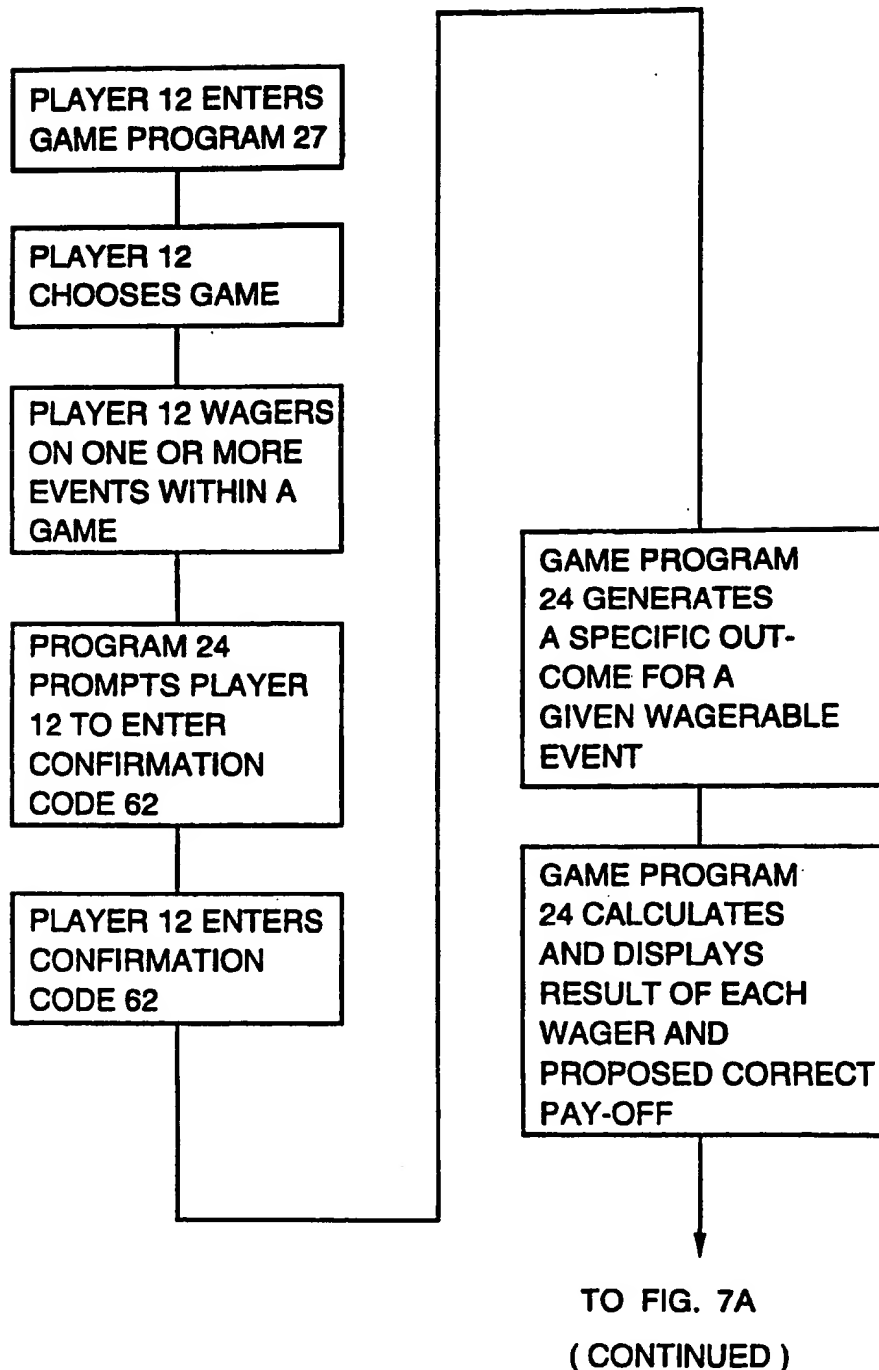 PLAYER 12 ENTERS
GAME PROGRAM 27
PLAYER 12
CHOOSES GAME
PLAYER 12 WAGERS
ON ONE OR MORE
EVENTS WITHIN A
GAME
PROGRAM 24
PROMPTS PLAYER
12 TO ENTER
CONFIRMATION
CODE 62
PLAYER 12 ENTERS
CONFIRMATION
CODE 62
GAME PROGRAM
24 GENERATES
A SPECIFIC OUT-
COME FOR A
GIVEN WAGERABLE
EVENT
GAME PROGRAM
24 CALCULATES
AND DISPLAYS
RESULT OF EACH
WAGER AND
PROPOSED CORRECT
PAY-OFF
TO FIG. 7A
( CONTINUED )